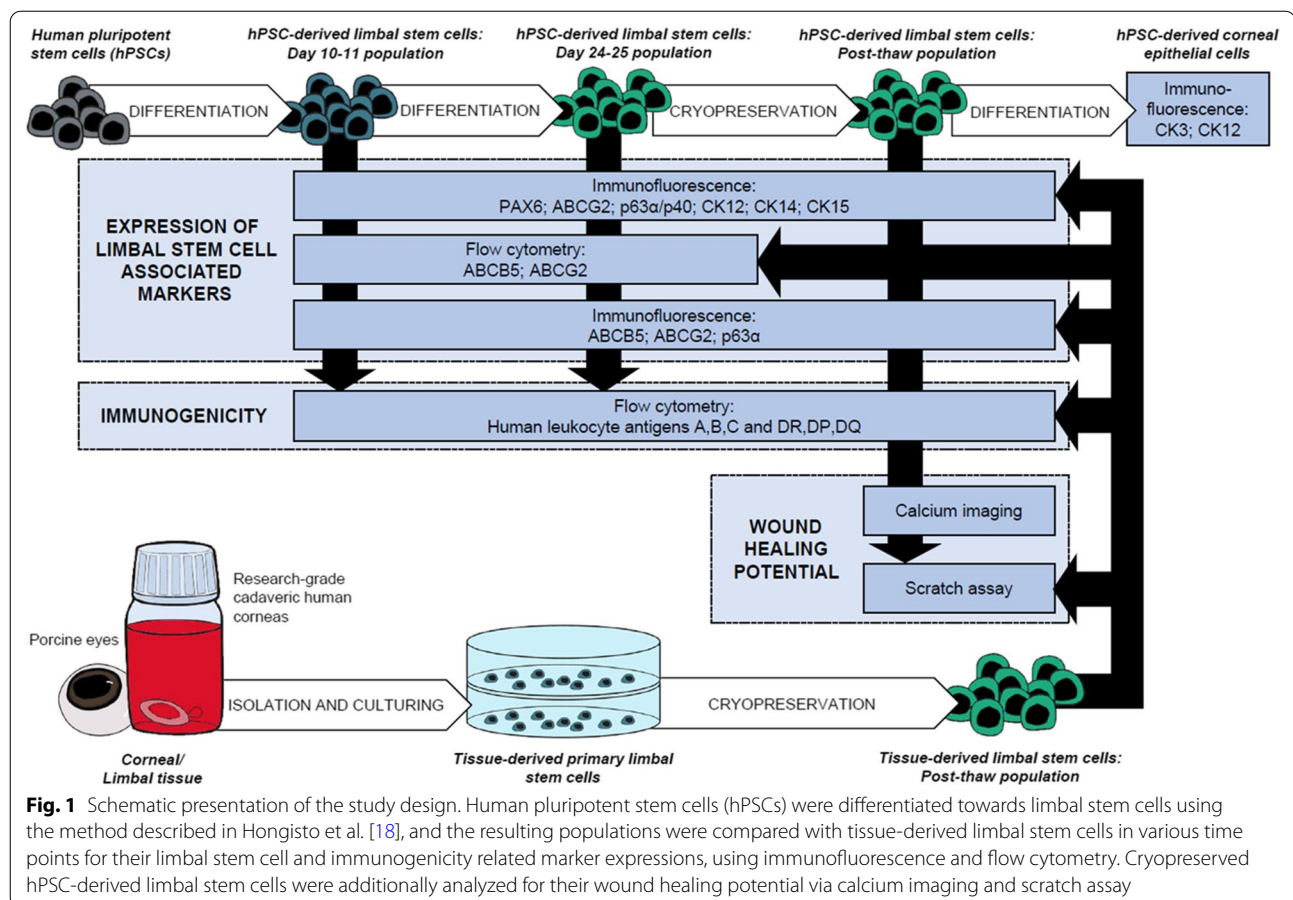 Human pluripotent
stem cells (hPSCs)
hPSC-derived limbal stem cells:
Day 10-11 population
hPSC-derived limbal stem cells:
Day 24-25 population
hPSC-derived limbal stem cells:
Post-thaw population
hPSC-derived corneal
epithelial cells
DIFFERENTIATION
DIFFERENTIATION
CRYOPRESERVATION
DIFFERENTIATION
Immuno-
fluorescence:
CK3; CK12
EXPRESSION OF
LIMBAL STEM CELL
ASSOCIATED
MARKERS
Immunofluorescence:
PAX6; ABCG2; p63α/p40; CK12; CK14; CK15
Flow cytometry:
ABCB5; ABCG2
Immunofluorescence:
ABCB5; ABCG2; p63α
IMMUNOGENICITY
Flow cytometry:
Human leukocyte antigens A,B,C and DR,DP,DQ
WOUND
HEALING
POTENTIAL
Calcium imaging
Scratch assay
Porcine eyes
Research-grade
cadaveric human
corneas
ISOLATION AND CULTURING
CRYOPRESERVATION
Corneal/
Limbal tissue
Tissue-derived primary limbal
stem cells
Tissue-derived limbal stem cells:
Post-thaw population
Fig. 1 Schematic presentation of the study design. Human pluripotent stem cells (hPSCs) were differentiated towards limbal stem cells using
the method described in Hongisto et al. [18], and the resulting populations were compared with tissue-derived limbal stem cells in various time
points for their limbal stem cell and immunogenicity related marker expressions, using immunofluorescence and flow cytometry. Cryopreserved
hPSC-derived limbal stem cells were additionally analyzed for their wound healing potential via calcium imaging and scratch assay